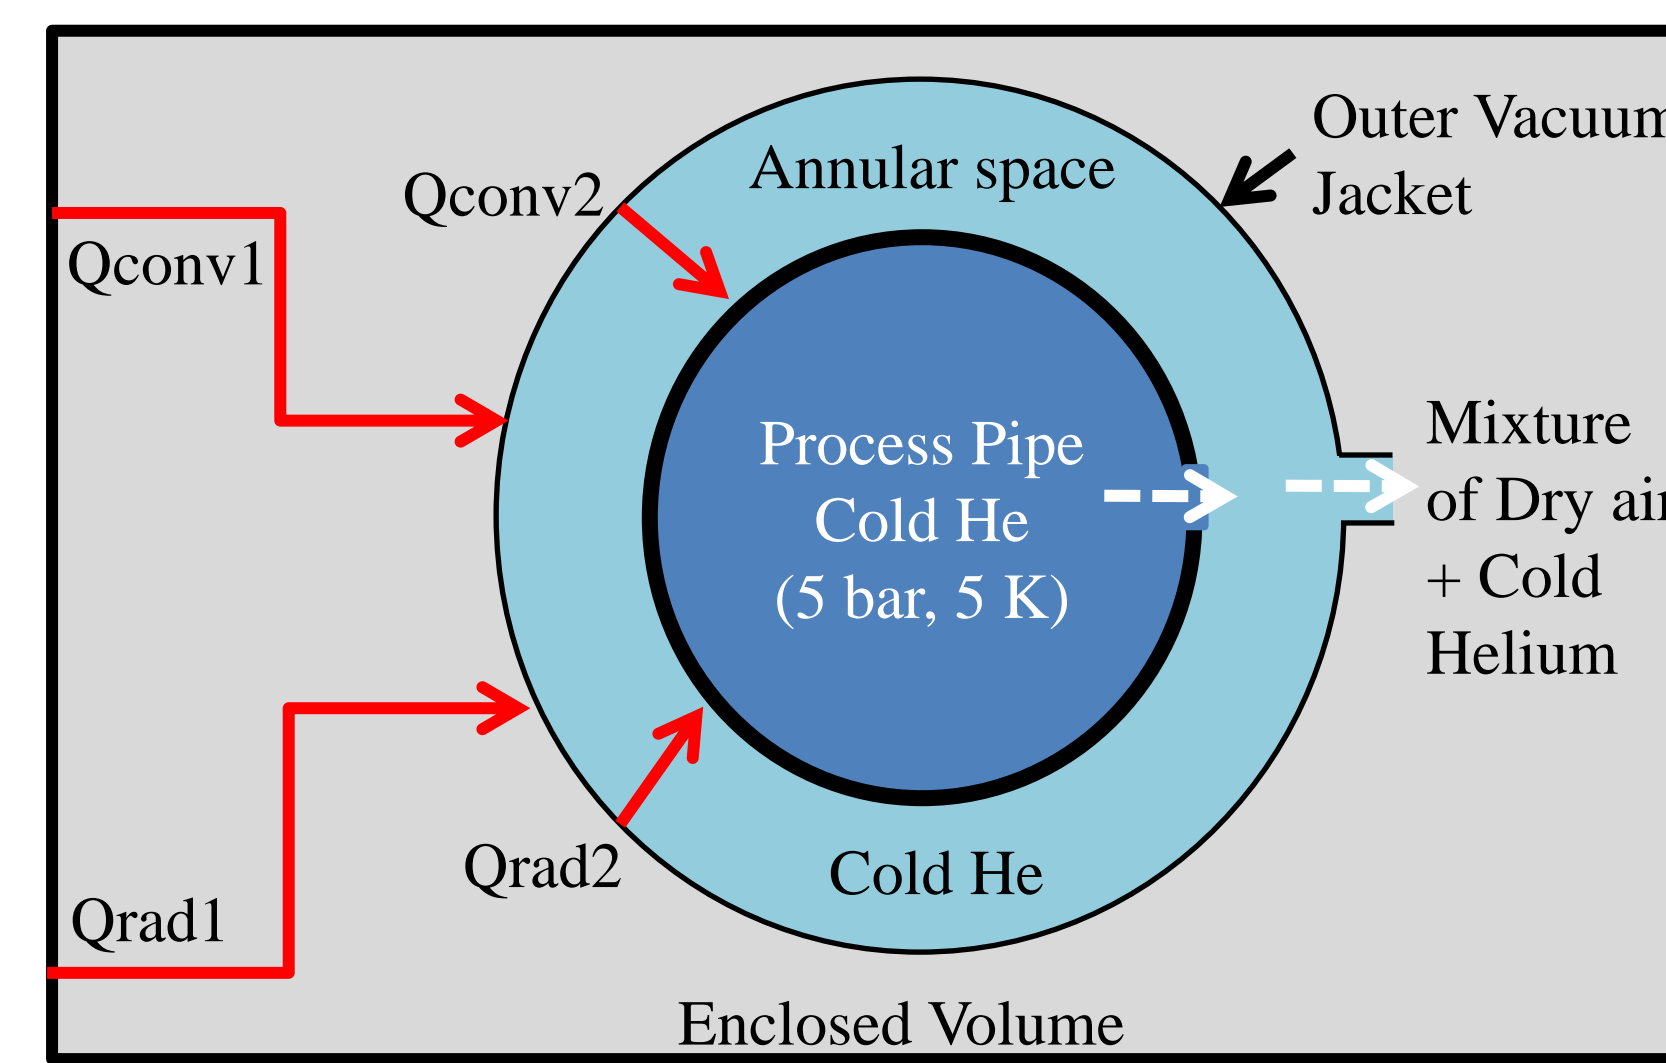 Outer Vacuum
Jacket
Annular space
Qconv2
Qconv1
Process Pipe
Cold He
(5 bar, 5 K)
Mixture
of Dry air
+ Cold
Helium
Qrad2
Cold He
Qrad1
Enclosed Volume